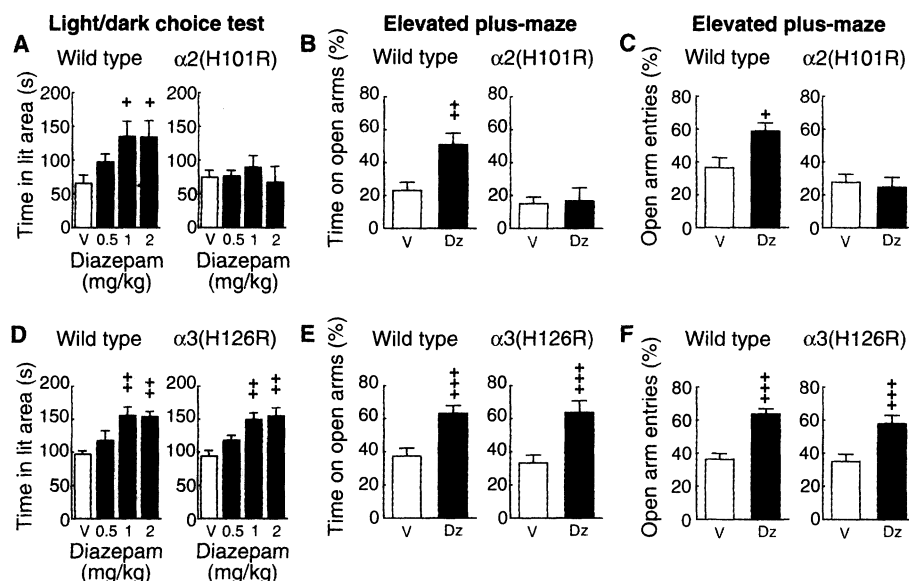 Light/dark choice test
Elevated plus-maze
Elevated plus-maze
A
Wild type
α2(H101R)
Time in lit area (s)
200
150
100
50
0
V 0.5 1 2
Diazepam
(mg/kg)
+ +
200
150
100
50
0
V 0.5 1 2
Diazepam
(mg/kg)
B
Wild type
α2(H101R)
Time on open arms (%)
80
60
40
20
0
V Dz
+
+
80
60
40
20
0
V Dz
C
Wild type
α2(H101R)
Open arm entries (%)
80
60
40
20
0
V Dz
+
80
60
40
20
0
V Dz
D
Wild type
α3(H126R)
Time in lit area (s)
200
150
100
50
0
V 0.5 1 2
Diazepam
(mg/kg)
+ +
+ +
200
150
100
50
0
V 0.5 1 2
Diazepam
(mg/kg)
+ +
+ +
E
Wild type
α3(H126R)
Time on open arms (%)
80
60
40
20
0
V Dz
+
+
+
80
60
40
20
0
V Dz
+
+
+
F
Wild type
α3(H126R)
Open arm entries (%)
80
60
40
20
0
V Dz
+
+
+
80
60
40
20
0
V Dz
+
+
+